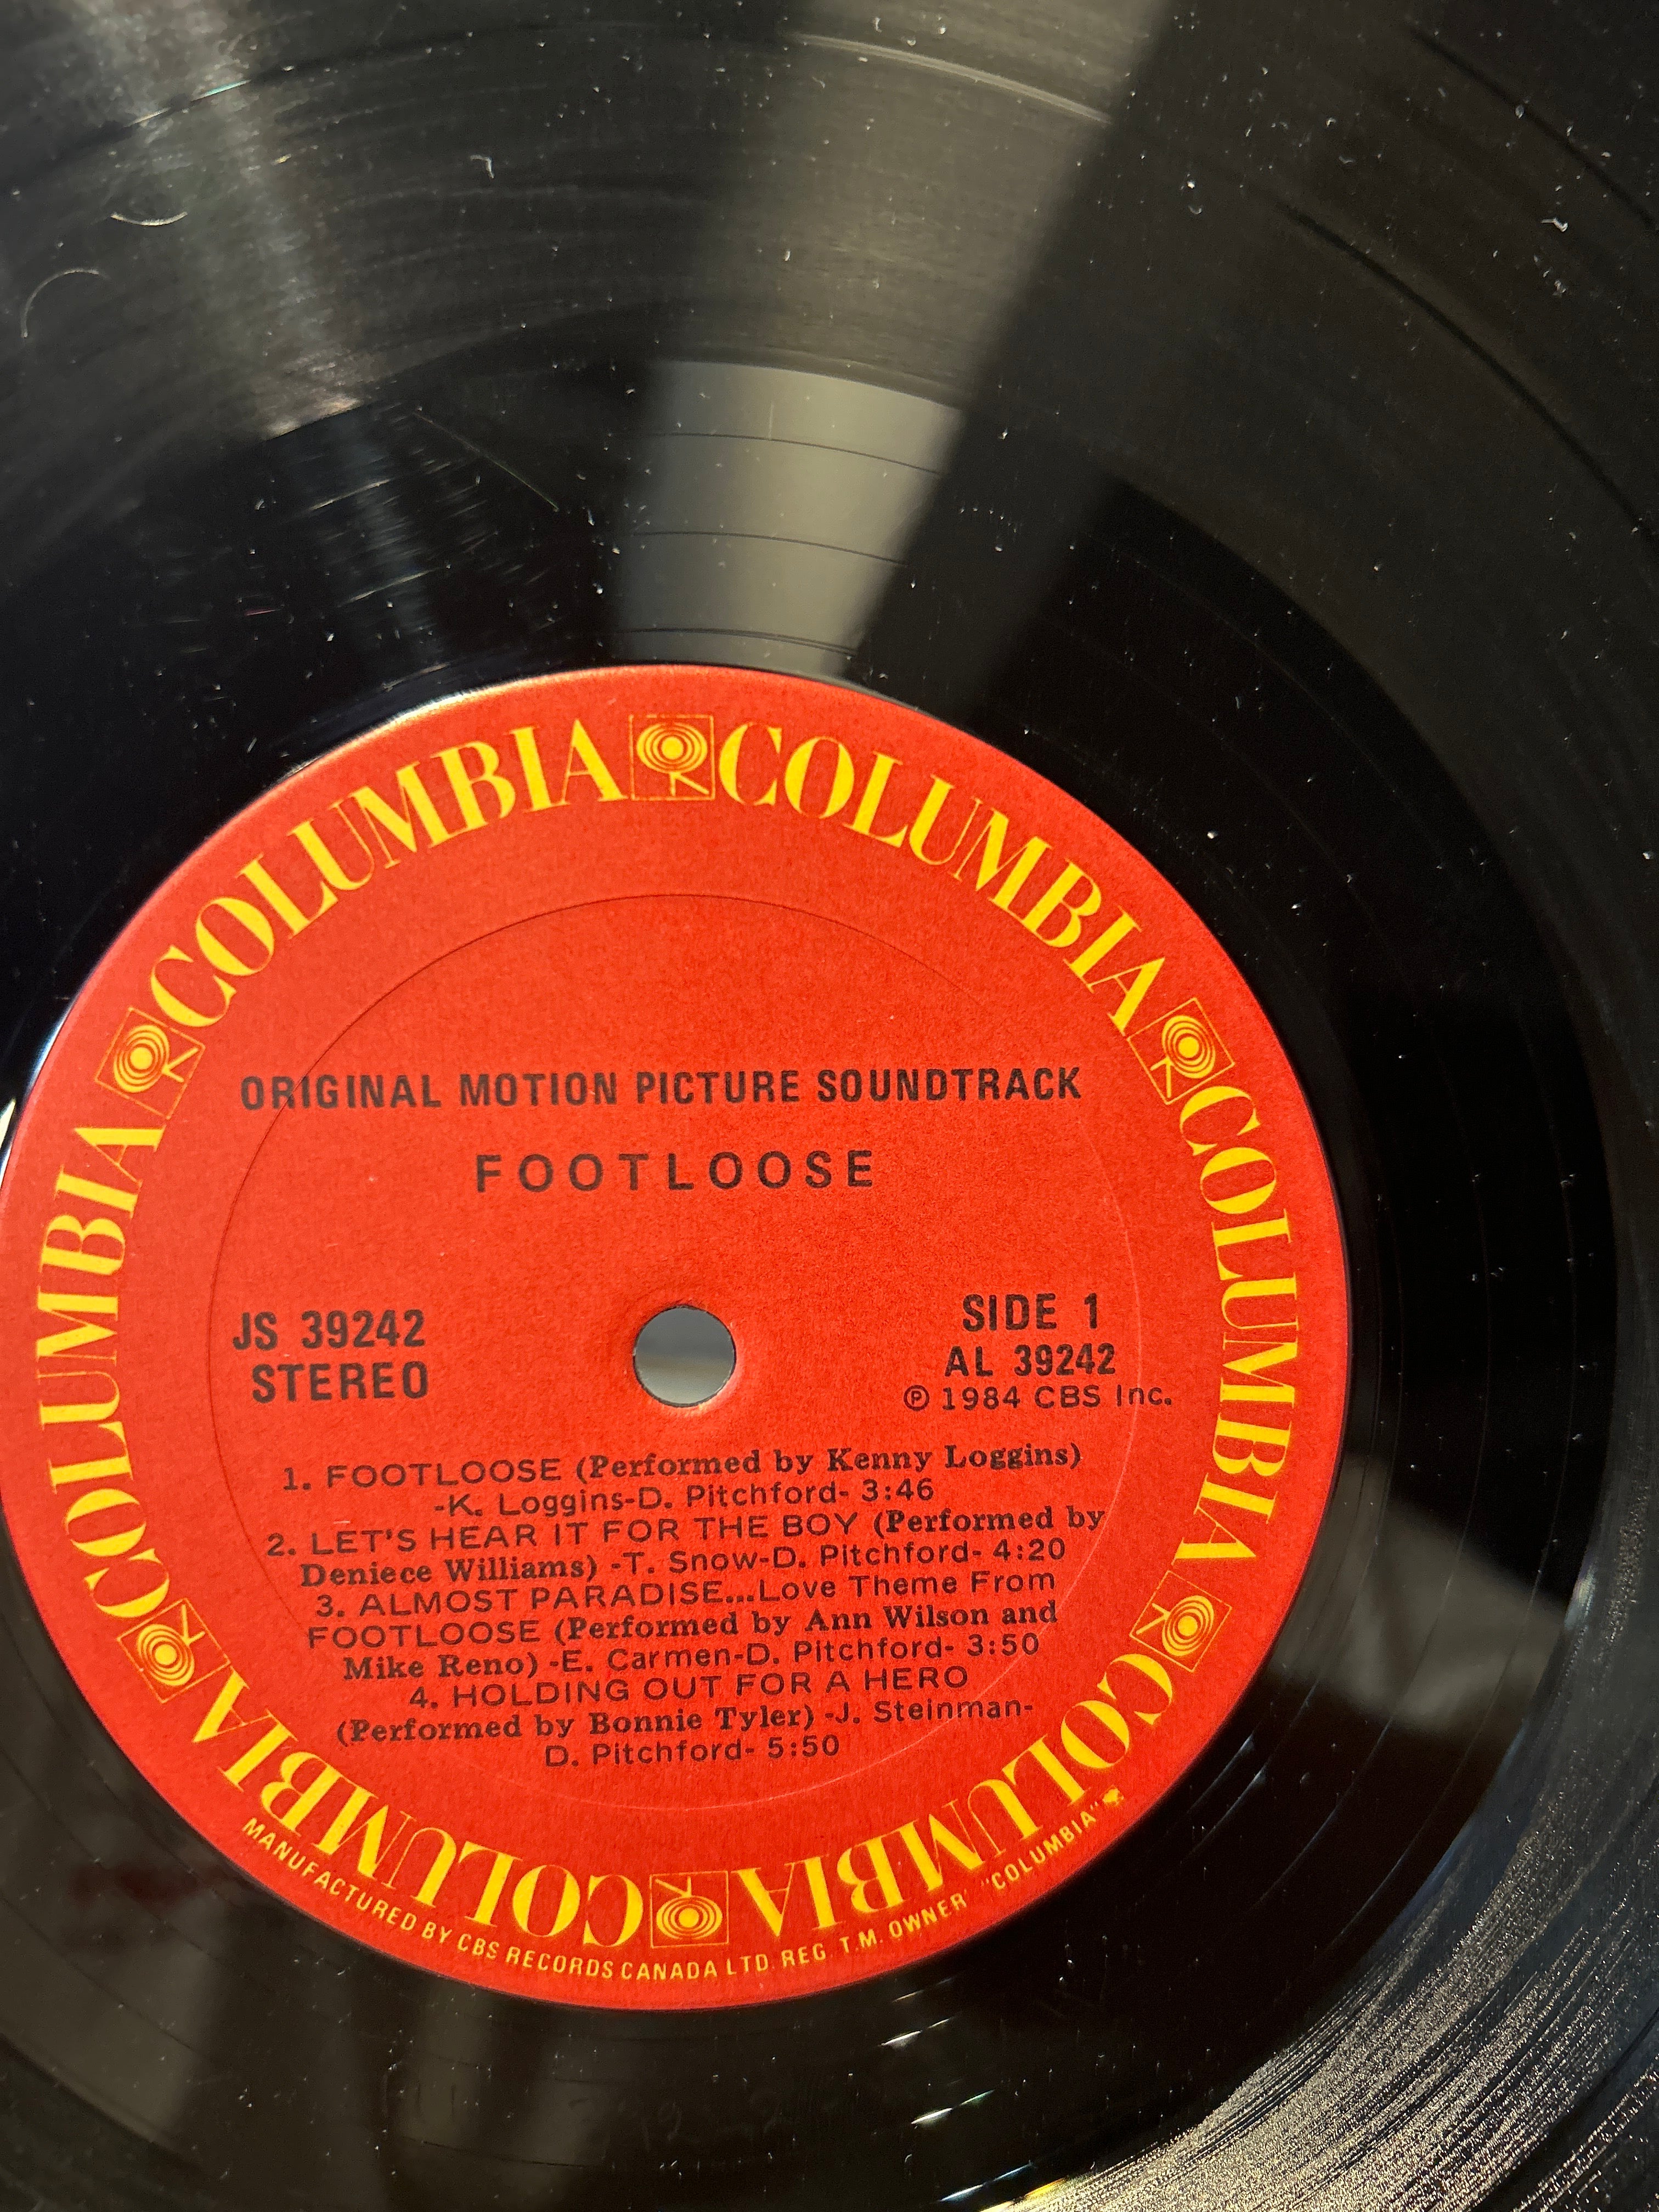 COLUMBIA COLUMBIA COLUMBIA COLUMBIA COLUMBIA COLUMBIA
ORIGINAL MOTION PICTURE SOUNDTRACK
FOOTLOOSE
JS 39242
STEREO
SIDE 1
AL 39242
℗ 1984 CBS Inc.
1. FOOTLOOSE (Performed by Kenny Loggins)
-K. Loggins-D. Pitchford- 3:46
2. LET'S HEAR IT FOR THE BOY (Performed by
Deniece Williams) -T. Snow-D. Pitchford- 4:20
3. ALMOST PARADISE...Love Theme From
FOOTLOOSE (Performed by Ann Wilson and
Mike Reno) -E. Carmen-D. Pitchford- 3:50
4. HOLDING OUT FOR A HERO
(Performed by Bonnie Tyler) -J. Steinman-
D. Pitchford- 5:50
MANUFACTURED BY CBS RECORDS CANADA LTD. REG. T.M. OWNER "COLUMBIA"